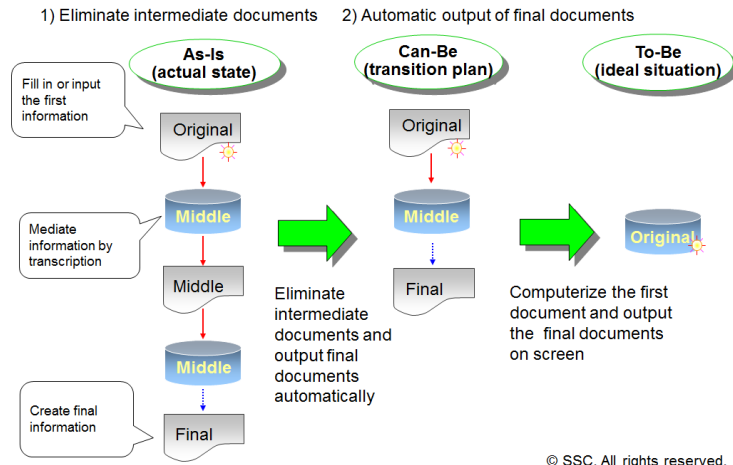 1) Eliminate intermediate documents
2) Automatic output of final documents
As-Is
(actual state)
Can-Be
(transition plan)
To-Be
(ideal situation)
Fill in or input
the first
information
Original
Original
Middle
Middle
Original
Mediate
information by
transcription
Middle
Final
Eliminate
intermediate
documents and
output final
documents
automatically
Computerize the first
document and output
the final documents
on screen
Middle
Create final
information
Final
© SSC. All rights reserved.